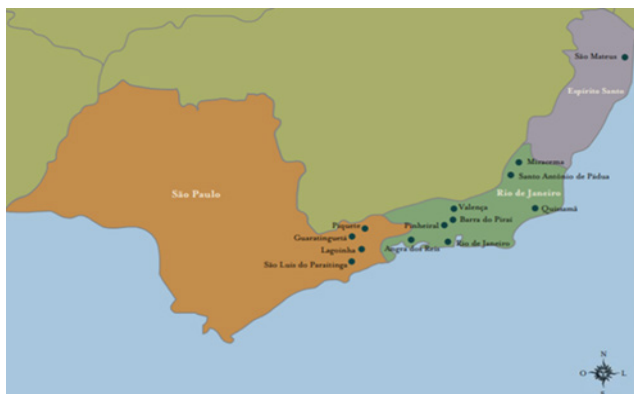 São Mateus
Espírito Santo
Miracema
Santo Antônio de Pádua
São Paulo
Rio de Janeiro
Valença
Quissamã
Barra do Piraí
Piquete
Pinheiral
Guaratinguetá
Rio de Janeiro
Angra dos Reis
Lagoinha
São Luiz do Paraitinga
N
O
L
S